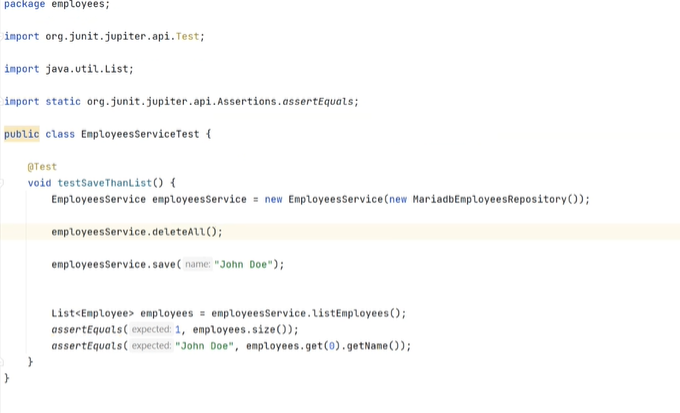 package employees;
import org.junit.jupiter.api.Test;
import java.util.List;
import static org.junit.jupiter.api.Assertions.assertEquals;
public class EmployeesServiceTest {
@Test
void testSaveThanList() {
EmployeesService employeesService = new EmployeesService(new MariadbEmployeesRepository());
employeesService.deleteAll();
employeesService.save( name: "John Doe");
List<Employee> employees = employeesService.listEmployees();
assertEquals( expected: 1, employees.size());
assertEquals( expected: "John Doe", employees.get(0).getName());
}
}